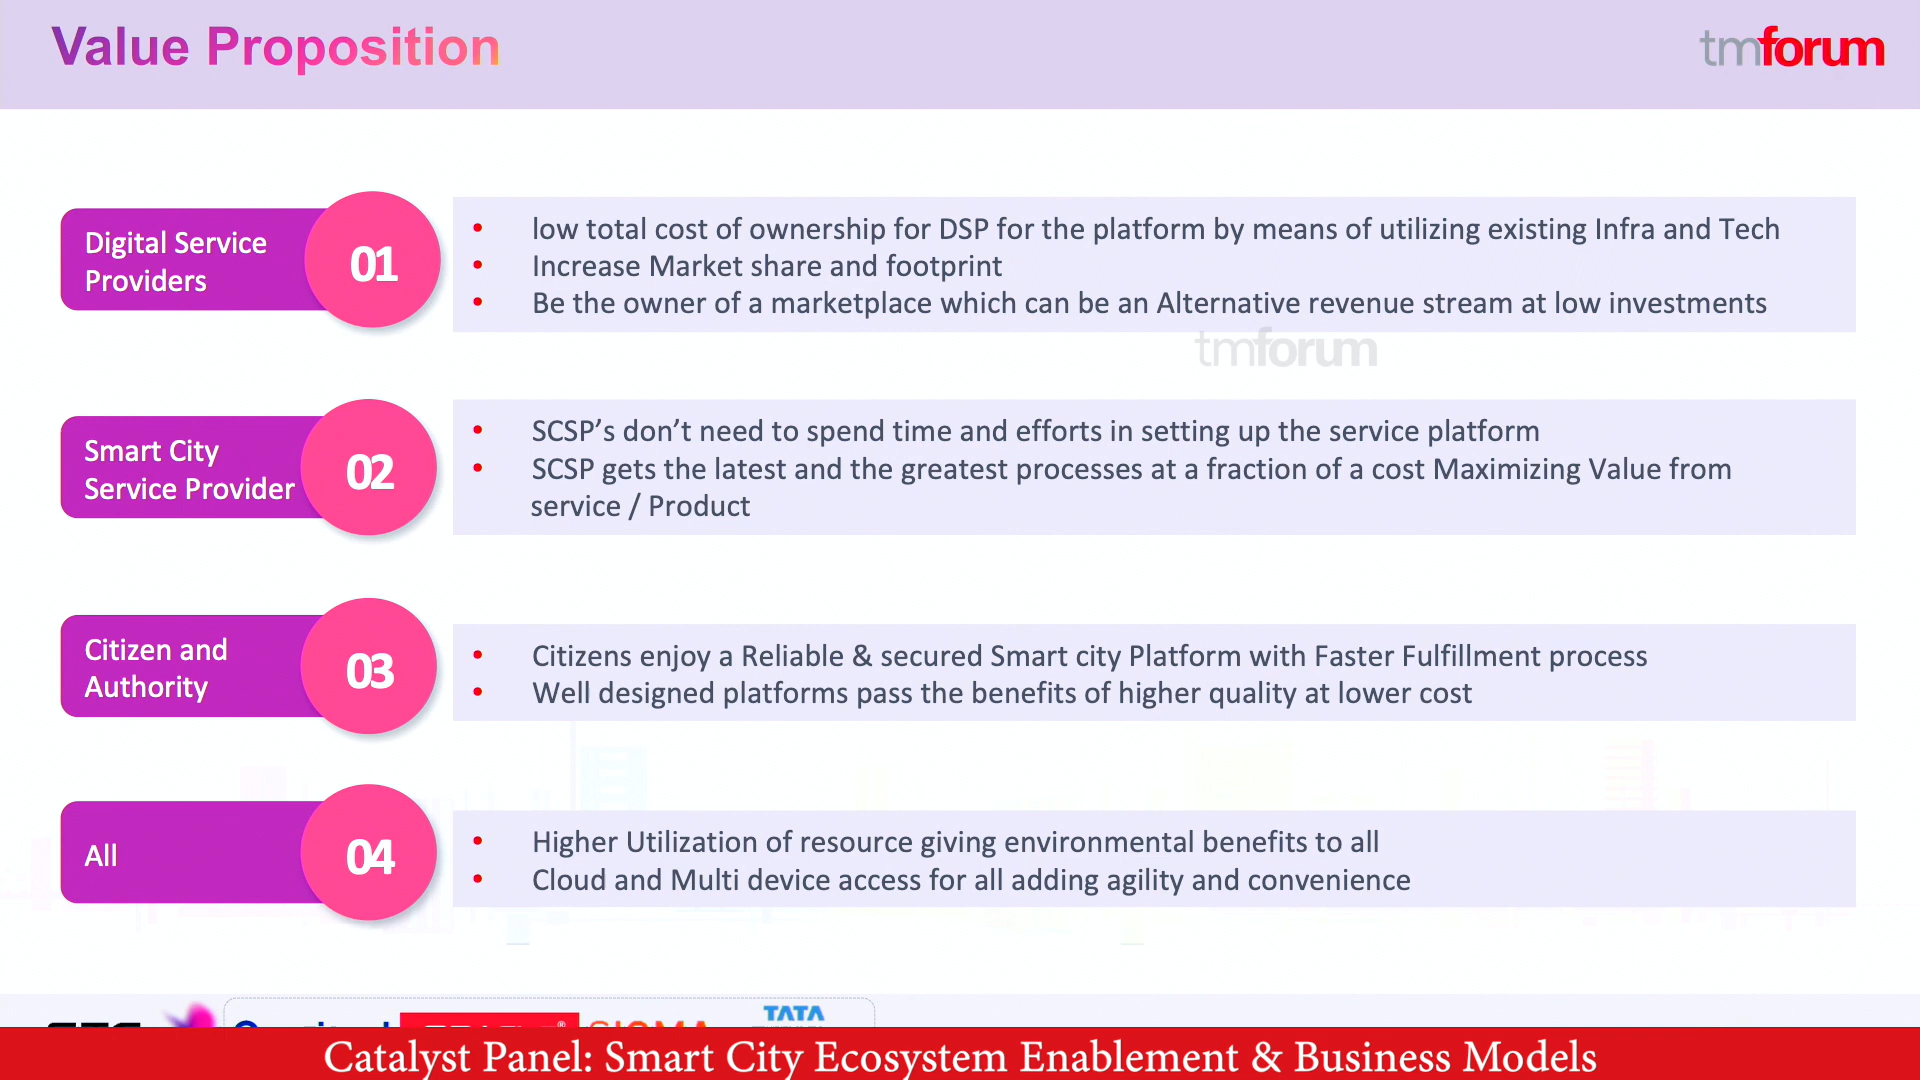 Value Proposition
tmforum
Digital Service
Providers
01
• low total cost of ownership for DSP for the platform by means of utilizing existing Infra and Tech
• Increase Market share and footprint
• Be the owner of a marketplace which can be an Alternative revenue stream at low investments
tmforum
Smart City
Service Provider
02
• SCSP’s don’t need to spend time and efforts in setting up the service platform
• SCSP gets the latest and the greatest processes at a fraction of a cost Maximizing Value from
service / Product
Citizen and
Authority
03
• Citizens enjoy a Reliable & secured Smart city Platform with Faster Fulfillment process
• Well designed platforms pass the benefits of higher quality at lower cost
All
04
• Higher Utilization of resource giving environmental benefits to all
• Cloud and Multi device access for all adding agility and convenience
TATA
Catalyst Panel: Smart City Ecosystem Enablement & Business Models